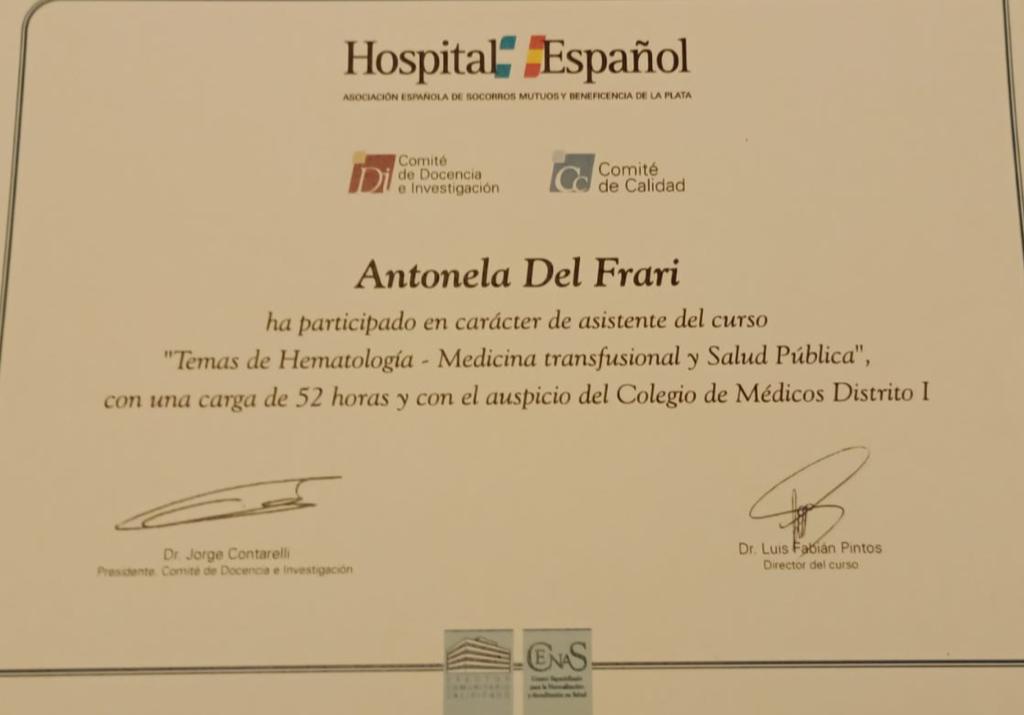 Hospital Español
ASOCIACIÓN ESPAÑOLA DE SOCORROS MUTUOS Y BENEFICENCIA DE LA PLATA
Di Comité
de Docencia
e Investigación
Cc Comité
de Calidad
Antonela Del Frari
ha participado en carácter de asistente del curso
"Temas de Hematología - Medicina transfusional y Salud Pública",
con una carga de 52 horas y con el auspicio del Colegio de Médicos Distrito I
Dr. Jorge Contarelli
Presidente. Comité de Docencia e Investigación
Dr. Luis Fabián Pintos
Director del curso
CENAS